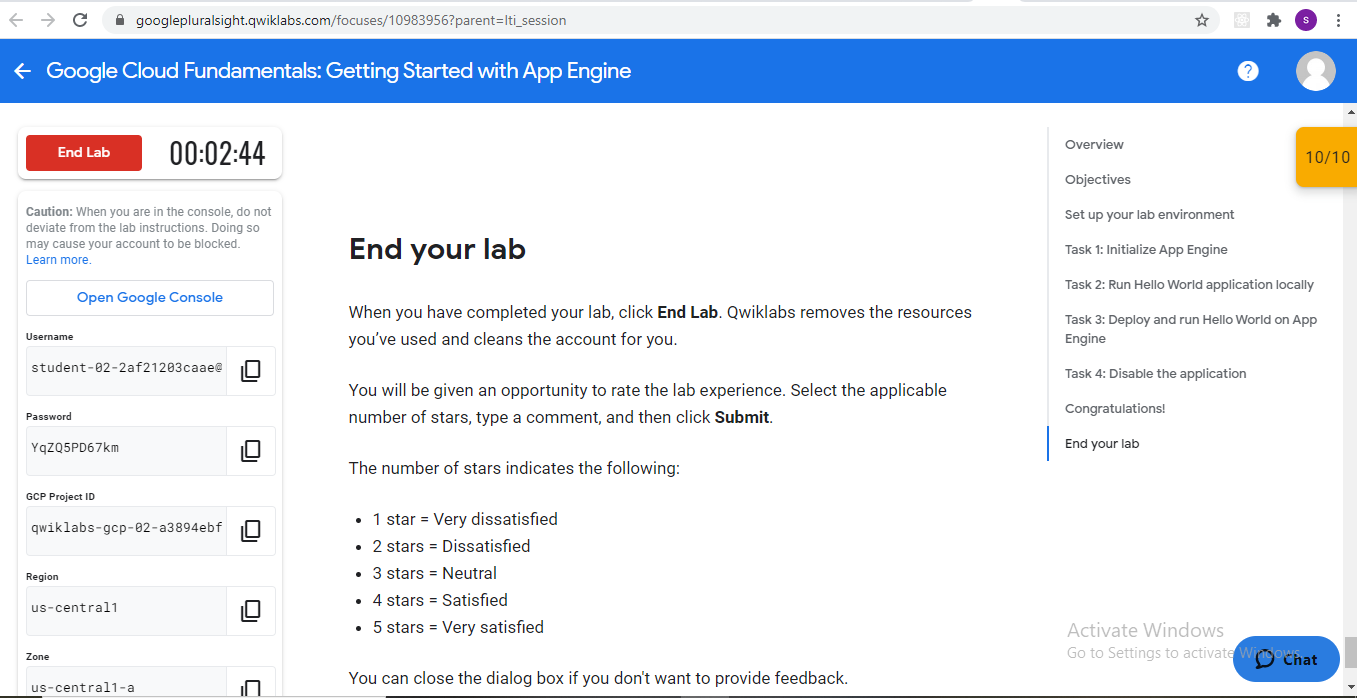 googlepluralsight.qwiklabs.com/focuses/10983956?parent=lti_session
S
Google Cloud Fundamentals: Getting Started with App Engine
?
End Lab
00:02:44
Caution: When you are in the console, do not
deviate from the lab instructions. Doing so
may cause your account to be blocked.
Learn more.
Open Google Console
Username
student-02-2af21203caae@
Password
YqZQ5PD67km
GCP Project ID
qwiklabs-gcp-02-a3894ebf
Region
us-central1
Zone
us-central1-a
End your lab
When you have completed your lab, click End Lab. Qwiklabs removes the resources
you’ve used and cleans the account for you.
You will be given an opportunity to rate the lab experience. Select the applicable
number of stars, type a comment, and then click Submit.
The number of stars indicates the following:
• 1 star = Very dissatisfied
• 2 stars = Dissatisfied
• 3 stars = Neutral
• 4 stars = Satisfied
• 5 stars = Very satisfied
You can close the dialog box if you don't want to provide feedback.
Overview
Objectives
Set up your lab environment
Task 1: Initialize App Engine
Task 2: Run Hello World application locally
Task 3: Deploy and run Hello World on App
Engine
Task 4: Disable the application
Congratulations!
End your lab
10/10
Activate Windows
Go to Settings to activate Windows.
Chat